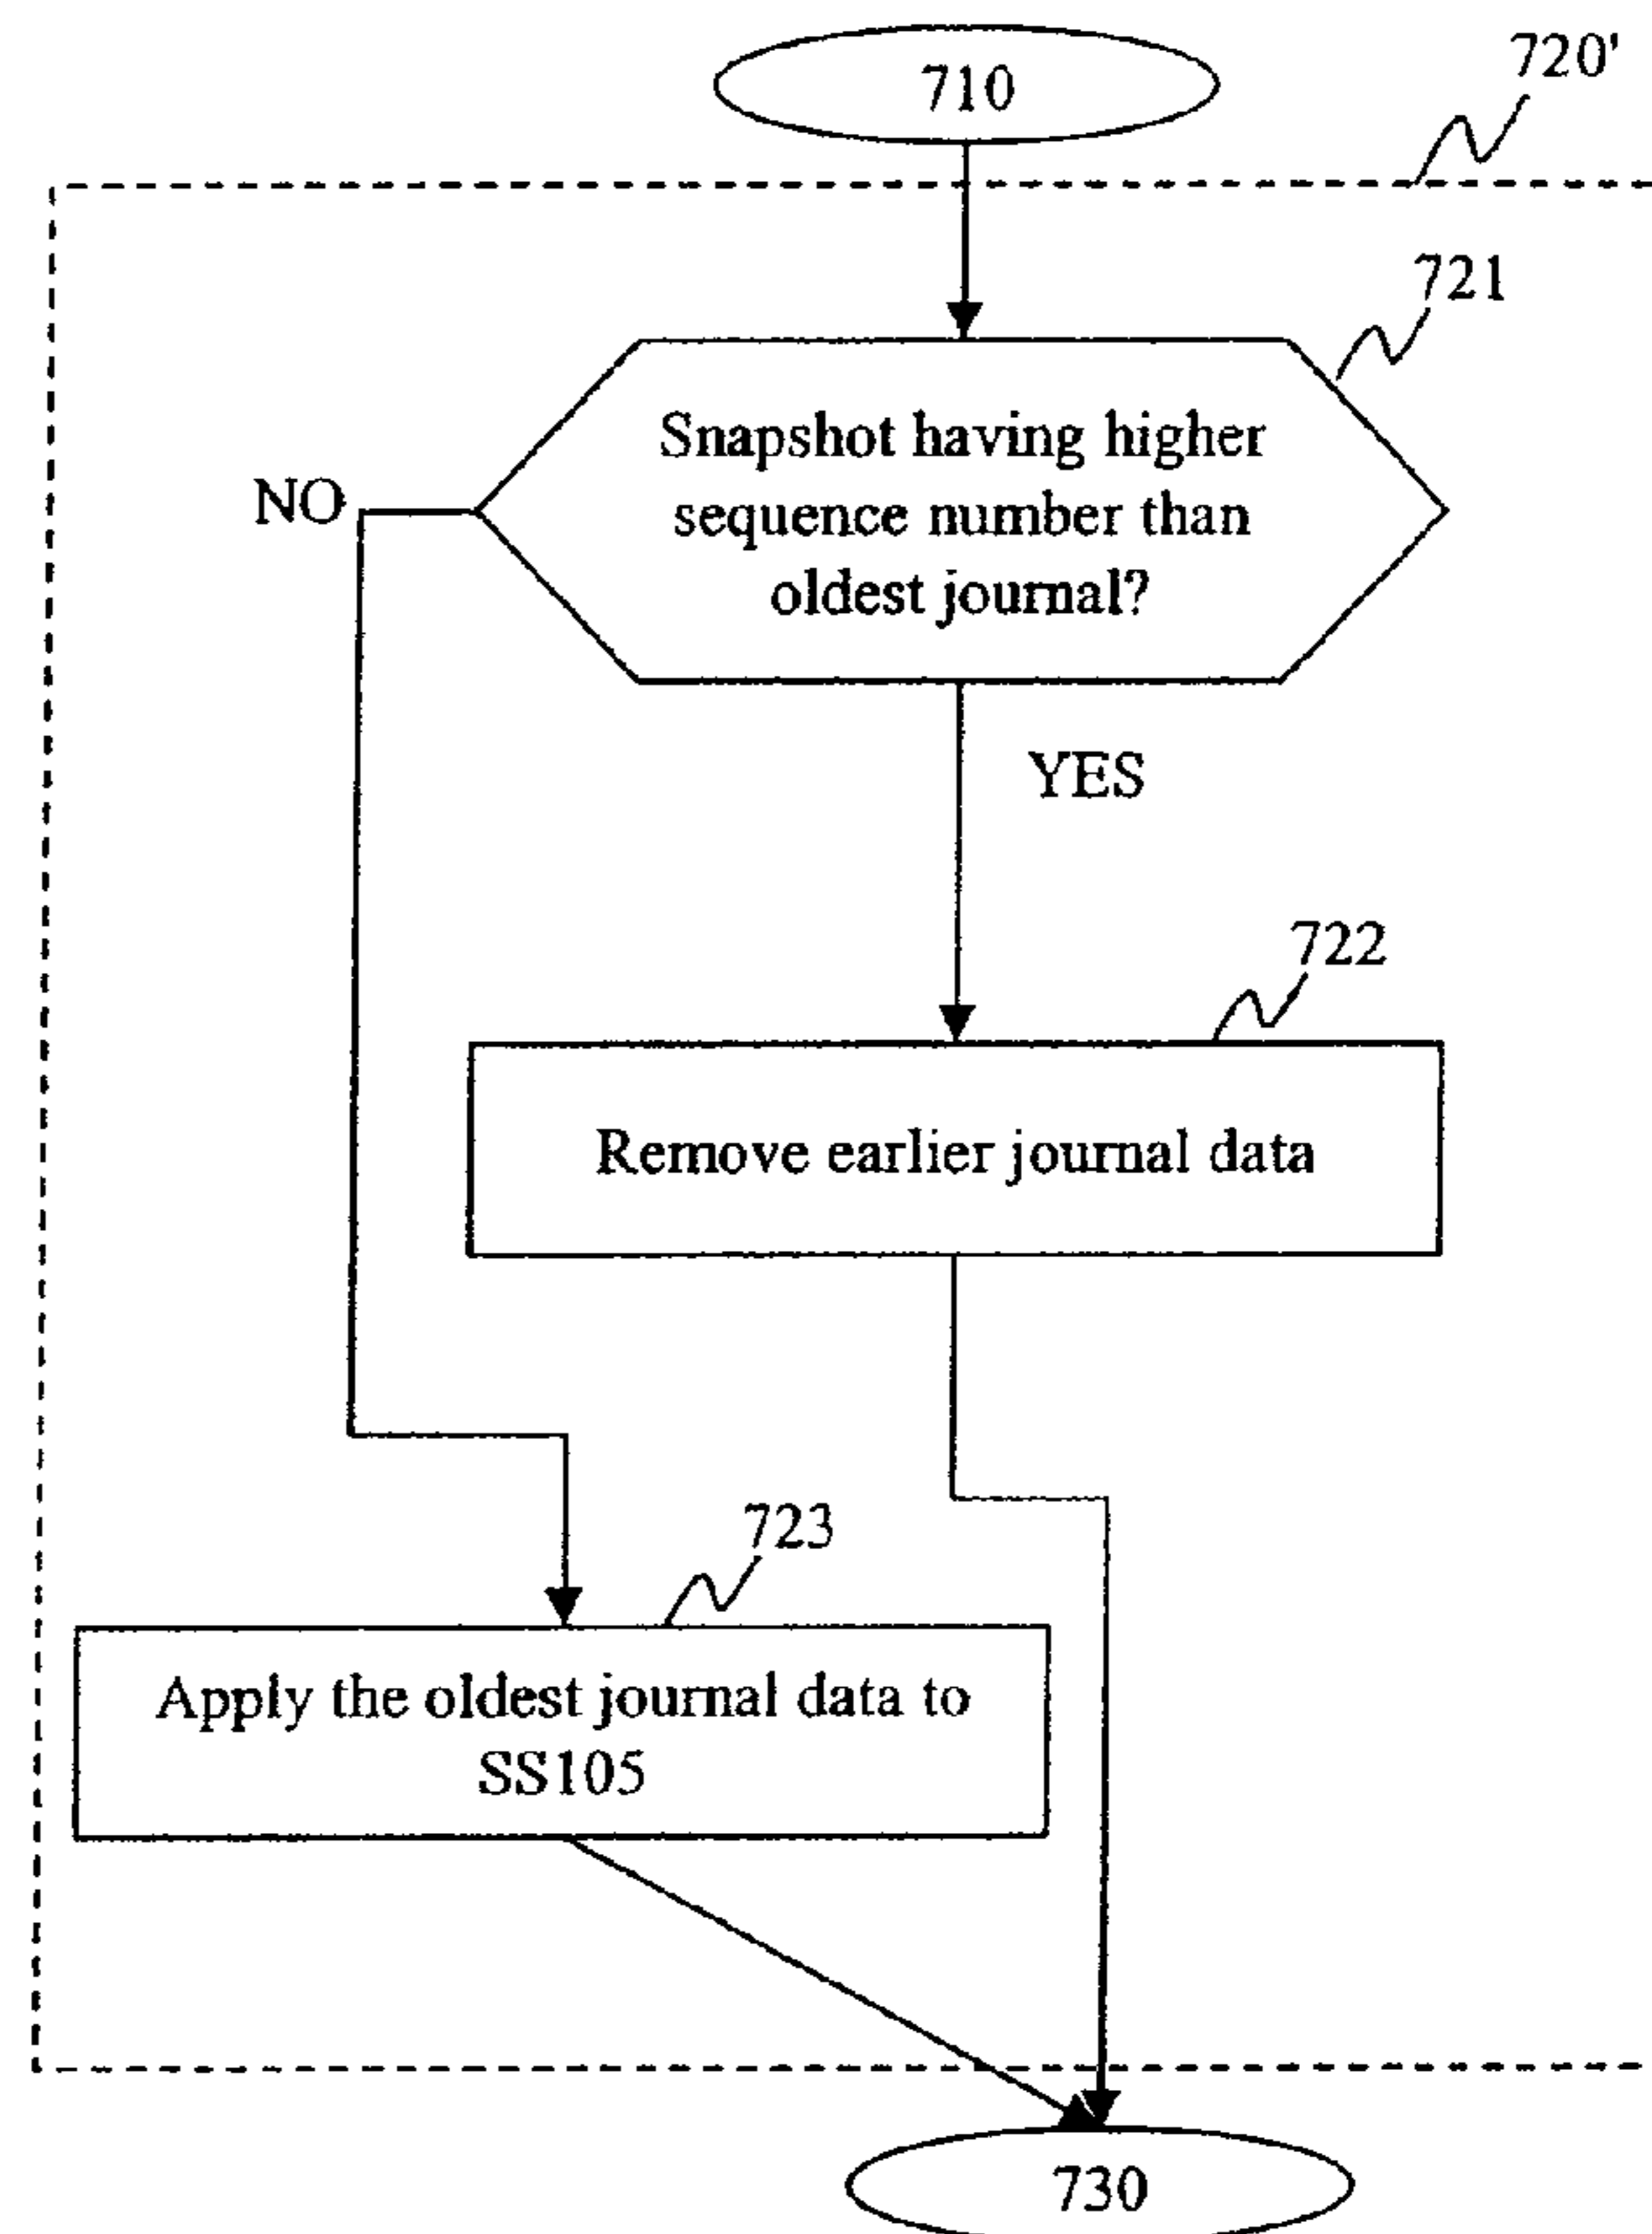 720'
710
721
Snapshot having higher
sequence number than
oldest journal?
NO
YES
722
Remove earlier journal data
723
Apply the oldest journal data to
SS105
730